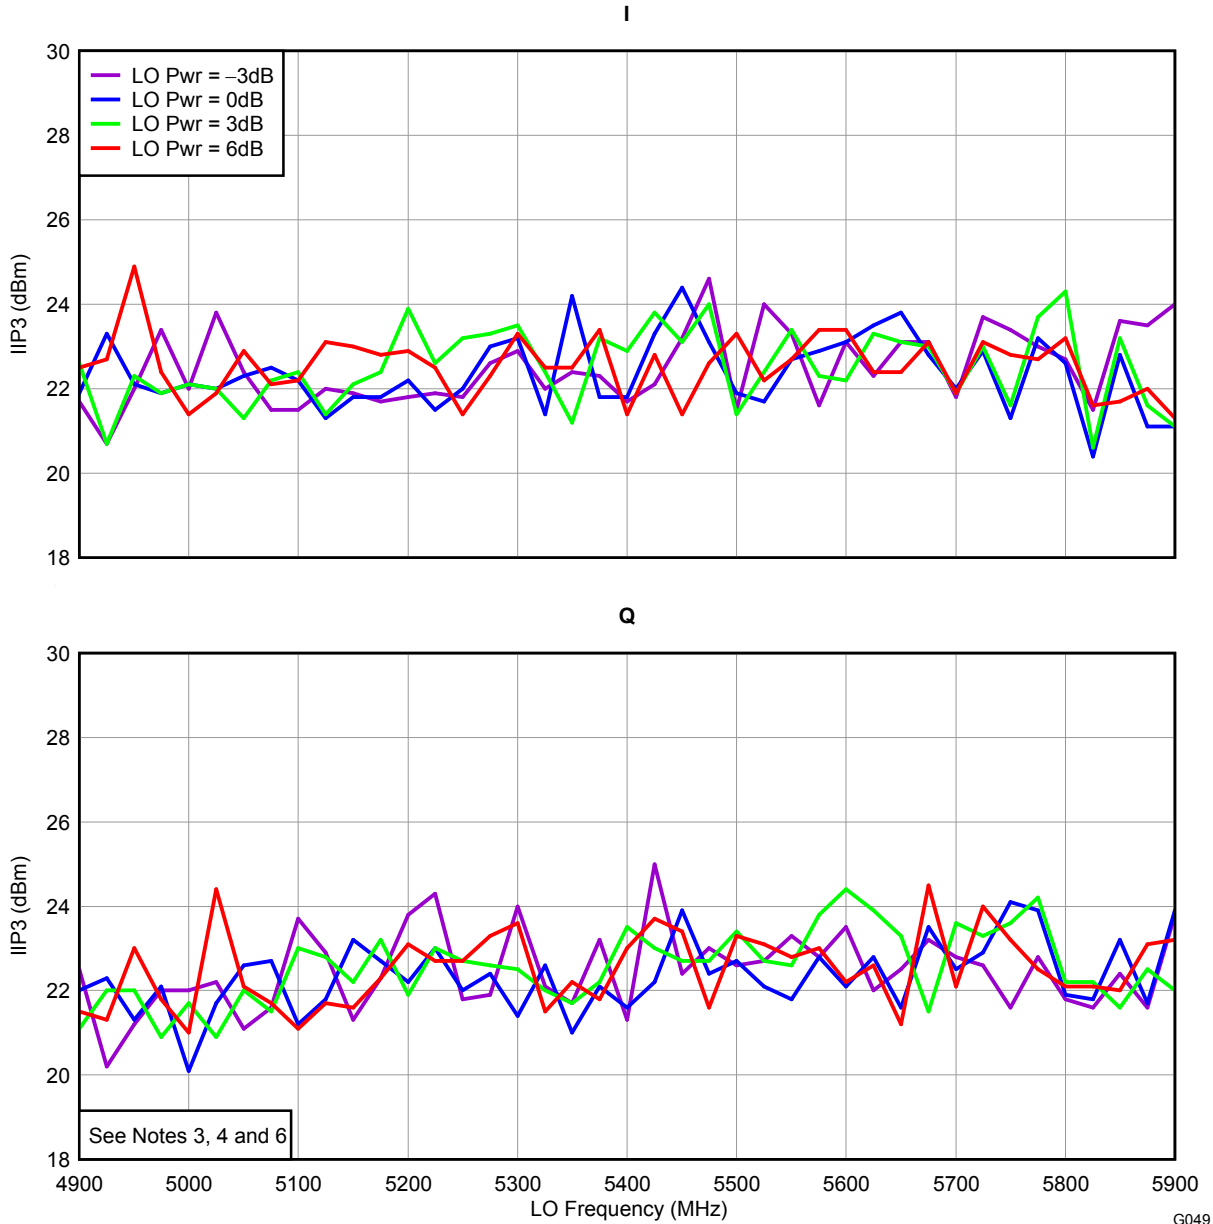 I
30
28
26
24
22
20
18
IIP3 (dBm)
LO Pwr = −3dB
LO Pwr = 0dB
LO Pwr = 3dB
LO Pwr = 6dB
Q
30
28
26
24
22
20
18
IIP3 (dBm)
See Notes 3, 4 and 6
4900 5000 5100 5200 5300 5400 5500 5600 5700 5800 5900
LO Frequency (MHz)
G049